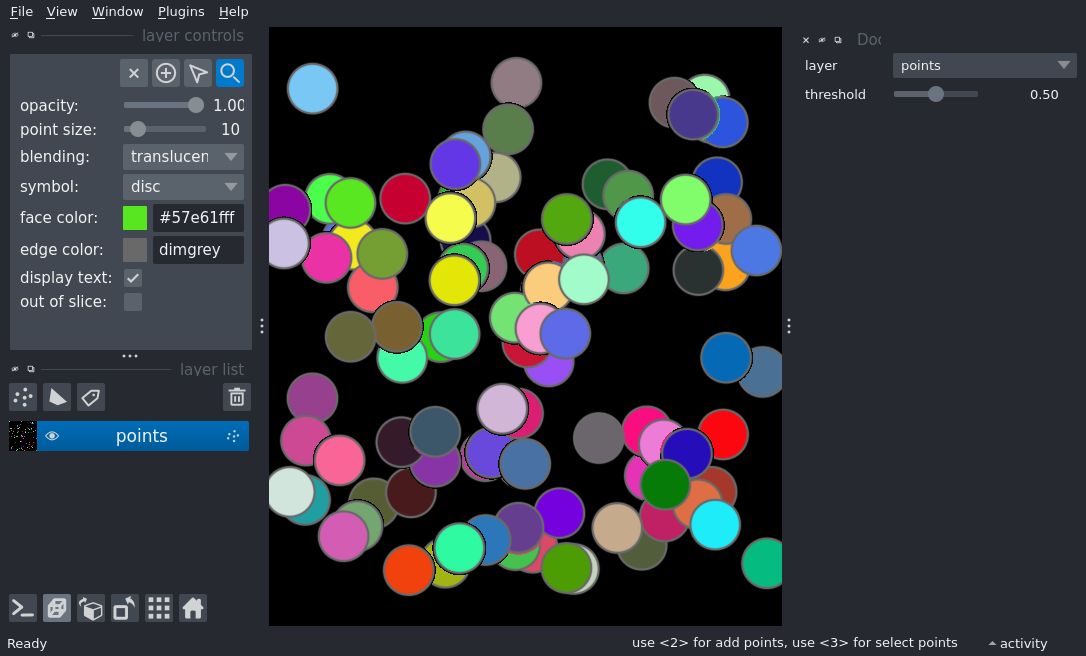 File View Window Plugins Help
layer controls
opacity: 1.00
point size: 10
blending: translucen
symbol: disc
face color: #57e61fff
edge color: dimgrey
display text:
out of slice:
layer list
points
layer points
threshold 0.50
Ready
use <2> for add points, use <3> for select points
activity